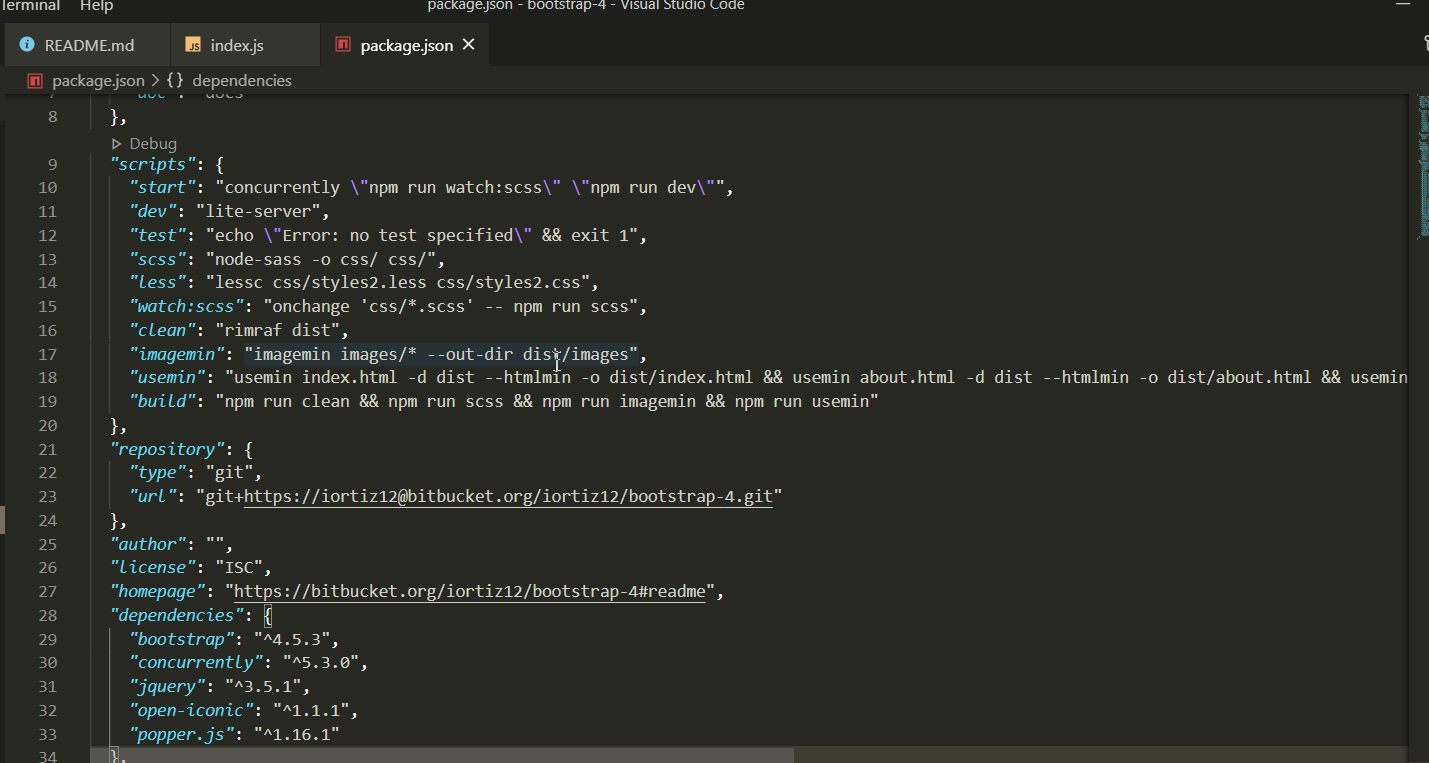 Terminal Help package.json - bootstrap-4 - Visual Studio Code
README.md index.js package.json
package.json > {} dependencies
8 },
Debug
9 "scripts": {
10 "start": "concurrently \"npm run watch:scss\" \"npm run dev\"",
11 "dev": "lite-server",
12 "test": "echo \"Error: no test specified\" && exit 1",
13 "scss": "node-sass -o css/ css/",
14 "less": "lessc css/styles2.less css/styles2.css",
15 "watch:scss": "onchange 'css/*.scss' -- npm run scss",
16 "clean": "rimraf dist",
17 "imagemin": "imagemin images/* --out-dir dist/images",
18 "usemin": "usemin index.html -d dist --htmlmin -o dist/index.html && usemin about.html -d dist --htmlmin -o dist/about.html && usemin
19 "build": "npm run clean && npm run scss && npm run imagemin && npm run usemin"
20 },
21 "repository": {
22 "type": "git",
23 "url": "git+https://iortiz12@bitbucket.org/iortiz12/bootstrap-4.git"
24 },
25 "author": "",
26 "license": "ISC",
27 "homepage": "https://bitbucket.org/iortiz12/bootstrap-4#readme",
28 "dependencies": {
29 "bootstrap": "^4.5.3",
30 "concurrently": "^5.3.0",
31 "jquery": "^3.5.1",
32 "open-iconic": "^1.1.1",
33 "popper.js": "^1.16.1"
34 },